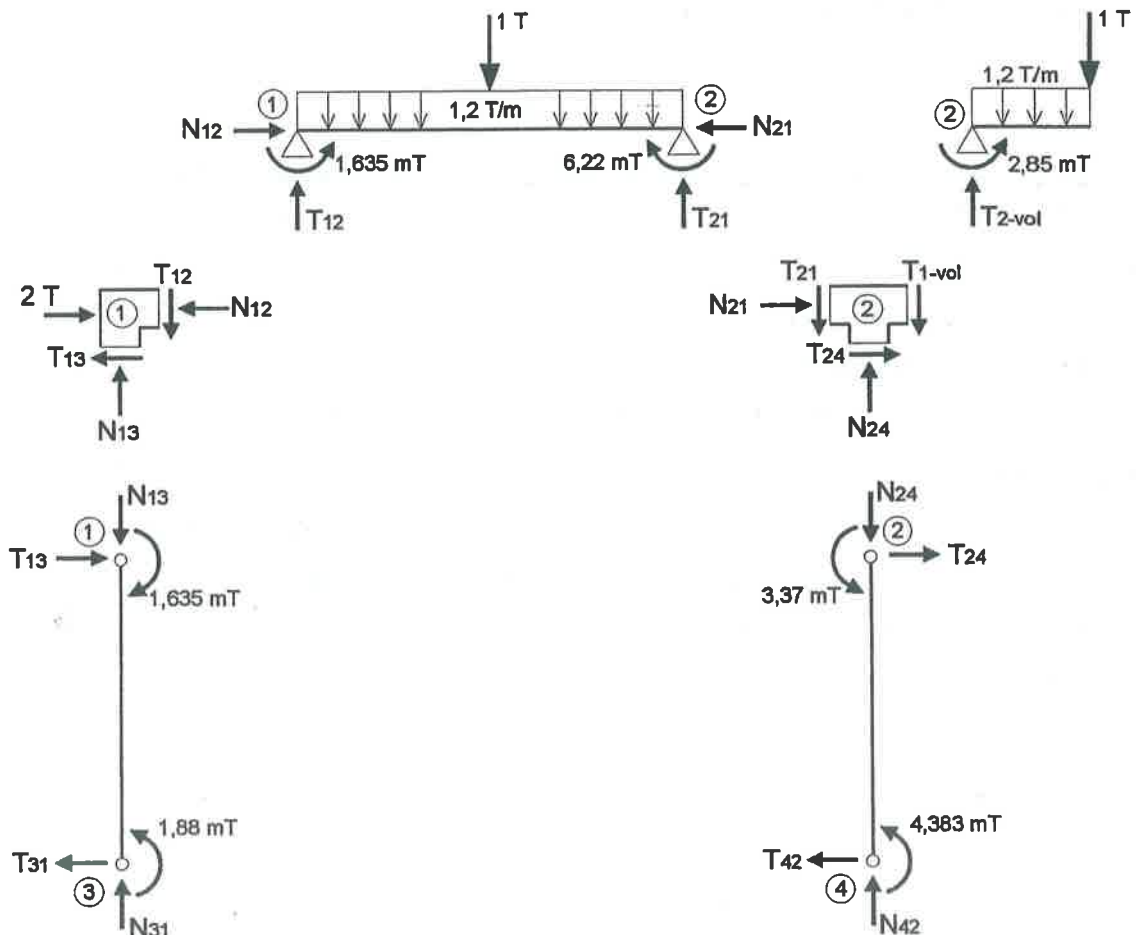 1 T
1 T
1 1,2 T/m 2
N12 N21
1,635 mT 6,22 mT
T12 T21
1,2 T/m
2
2,85 mT
T2-vol
T12
2 T 1 N12
T13
N13
T21 T1-vol
N21 2
T24
N24
N13
1
T13
1,635 mT
1,88 mT
T31
3
N31
N24
2
T24
3,37 mT
4,383 mT
T42
4
N42